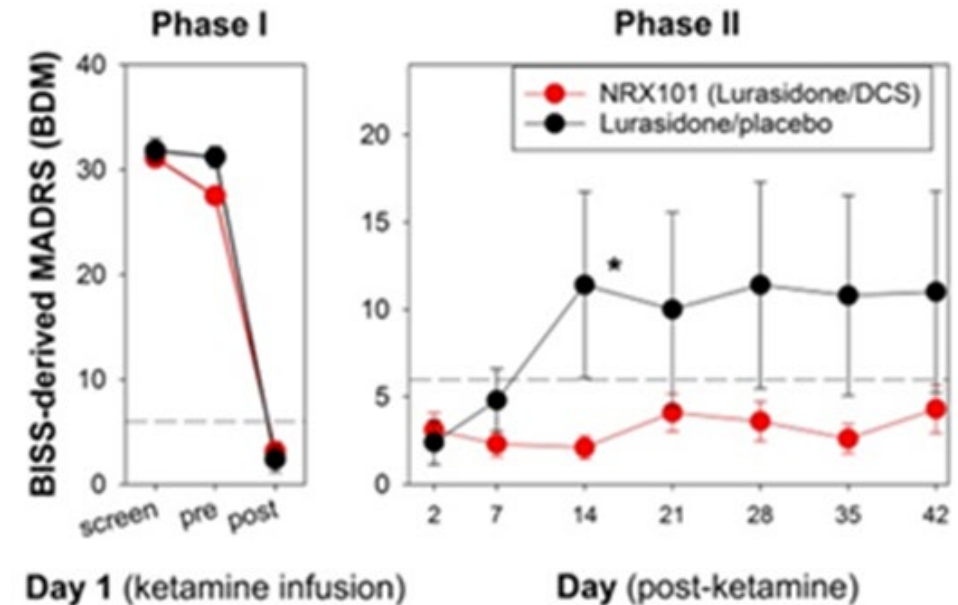 Phase I
Phase II
BISS-derived MADRS (BDM)
40
30
20
10
0
screen
pre
post
Day 1 (ketamine infusion)
NRX101 (Lurasidone/DCS)
Lurasidone/placebo
20
15
10
5
0
*
2
7
14
21
28
35
42
Day (post-ketamine)